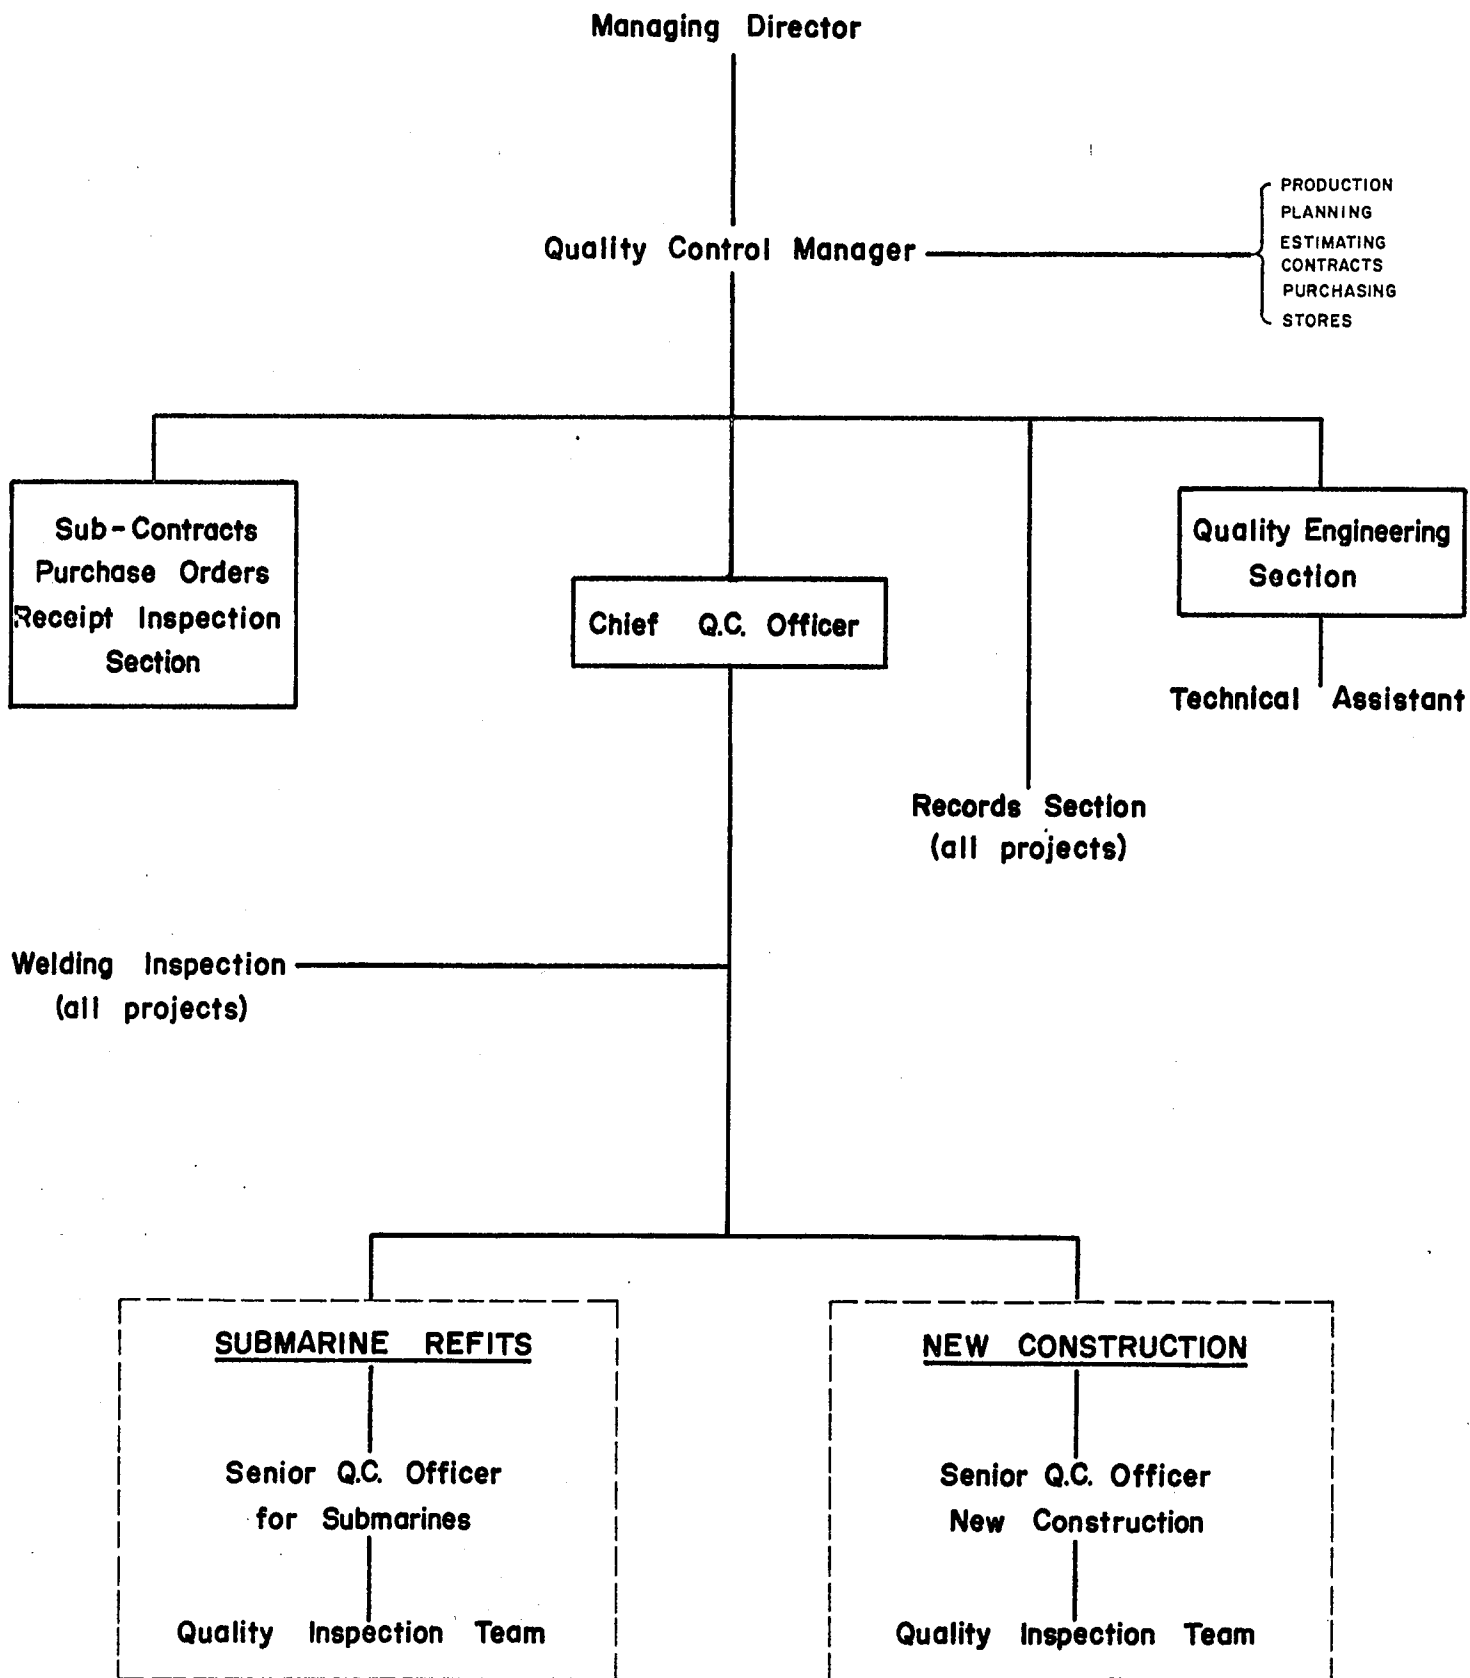 Managing Director
PRODUCTION
PLANNING
Quality Control Manager
ESTIMATING
CONTRACTS
PURCHASING
STORES
Sub-Contracts
Purchase Orders
Receipt Inspection
Section
Chief Q.C. Officer
Quality Engineering
Section
Technical Assistant
Records Section
(all projects)
Welding Inspection
(all projects)
SUBMARINE REFITS
Senior Q.C. Officer
for Submarines
Quality Inspection Team
NEW CONSTRUCTION
Senior Q.C. Officer
New Construction
Quality Inspection Team